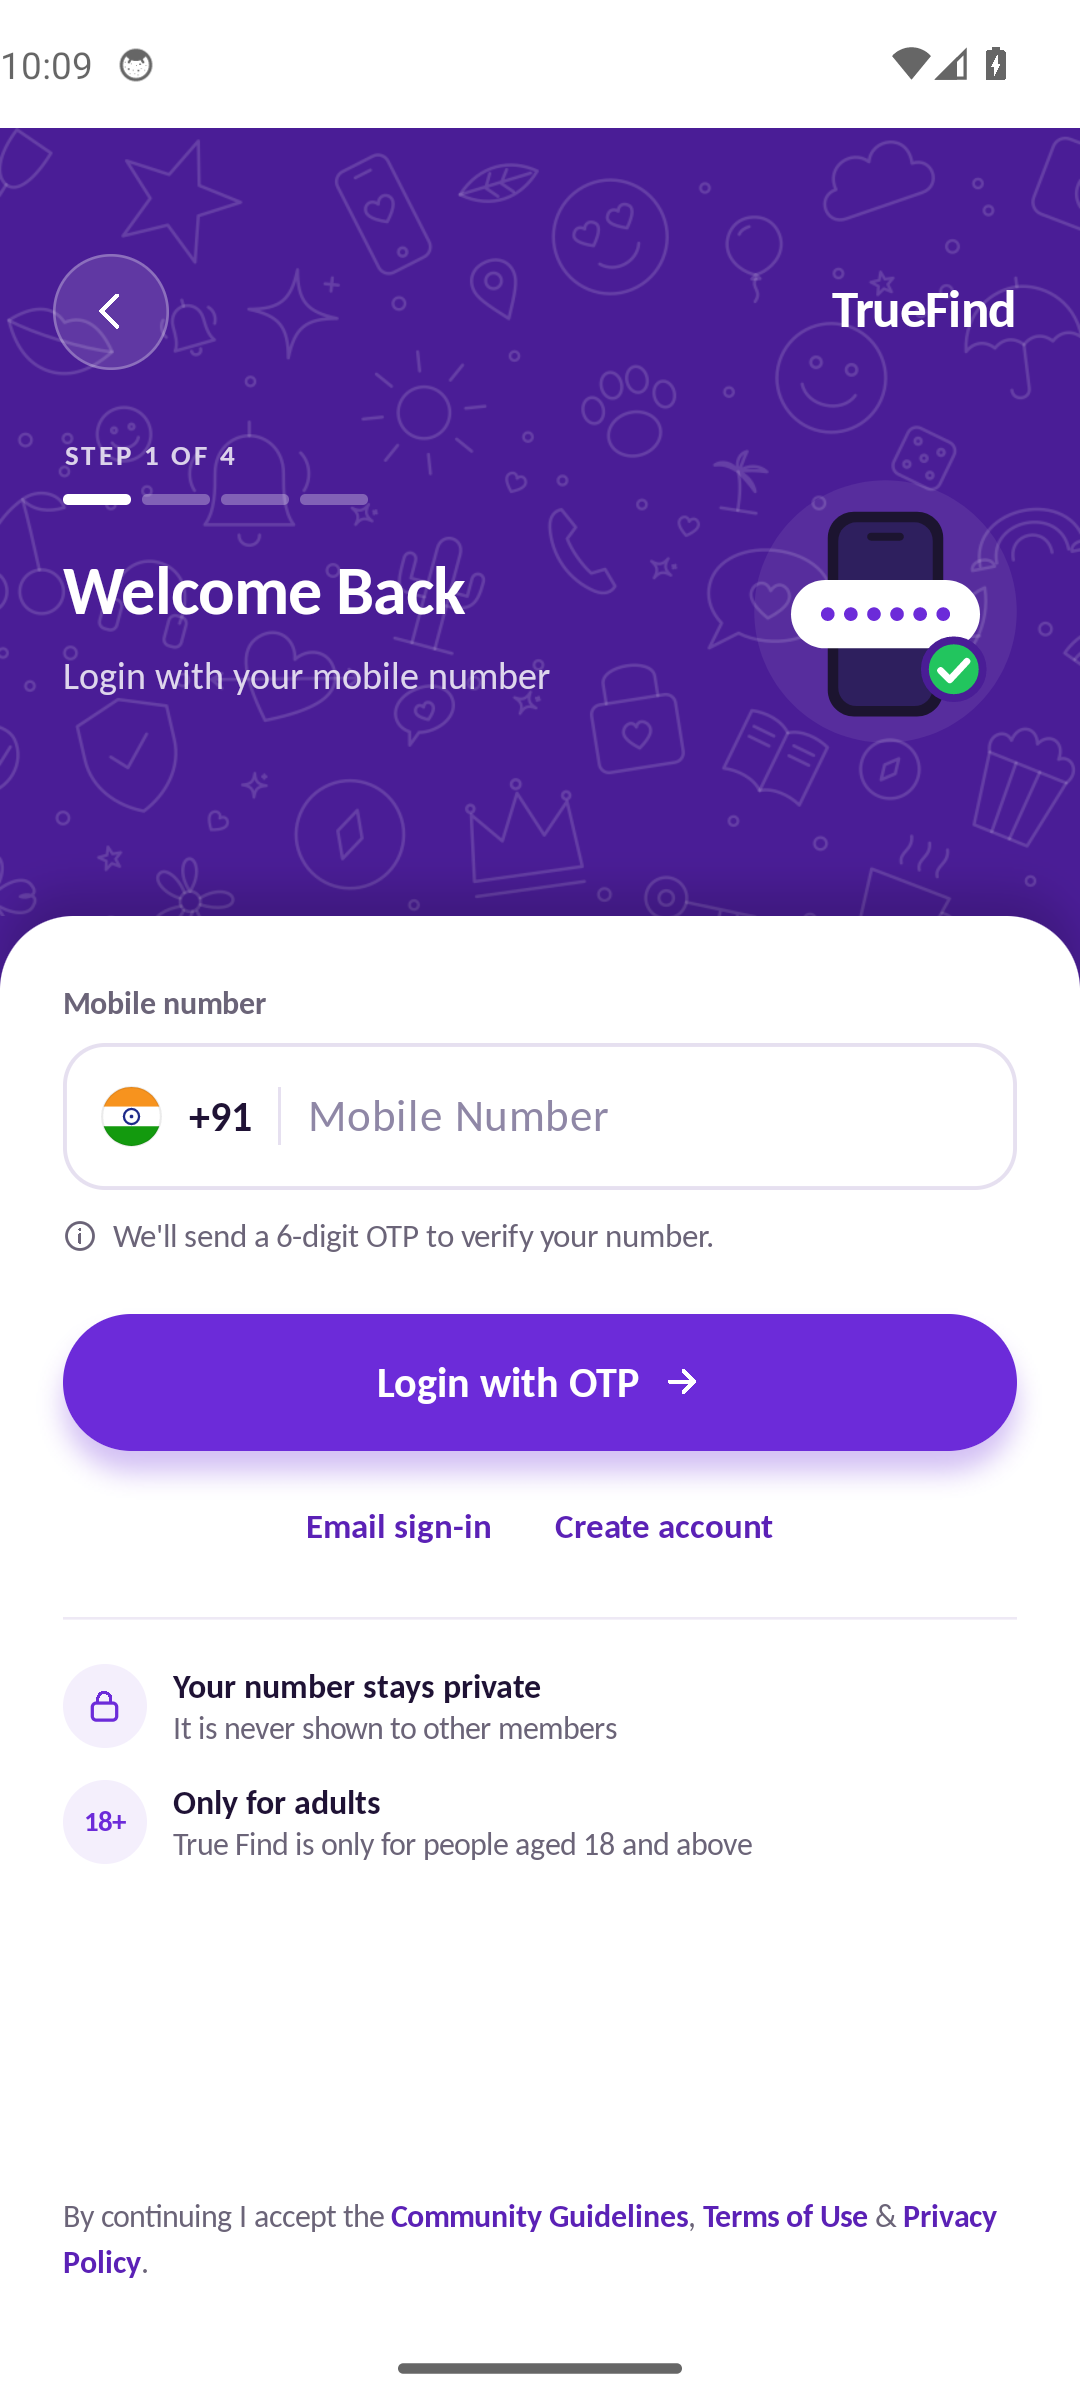 10:09
TrueFind
STEP 1 OF 4
Welcome Back
Login with your mobile number
Mobile number
+91 Mobile Number
We'll send a 6-digit OTP to verify your number.
Login with OTP →
Email sign-in Create account
Your number stays private
It is never shown to other members
18+
Only for adults
True Find is only for people aged 18 and above
By continuing I accept the Community Guidelines, Terms of Use & Privacy
Policy.